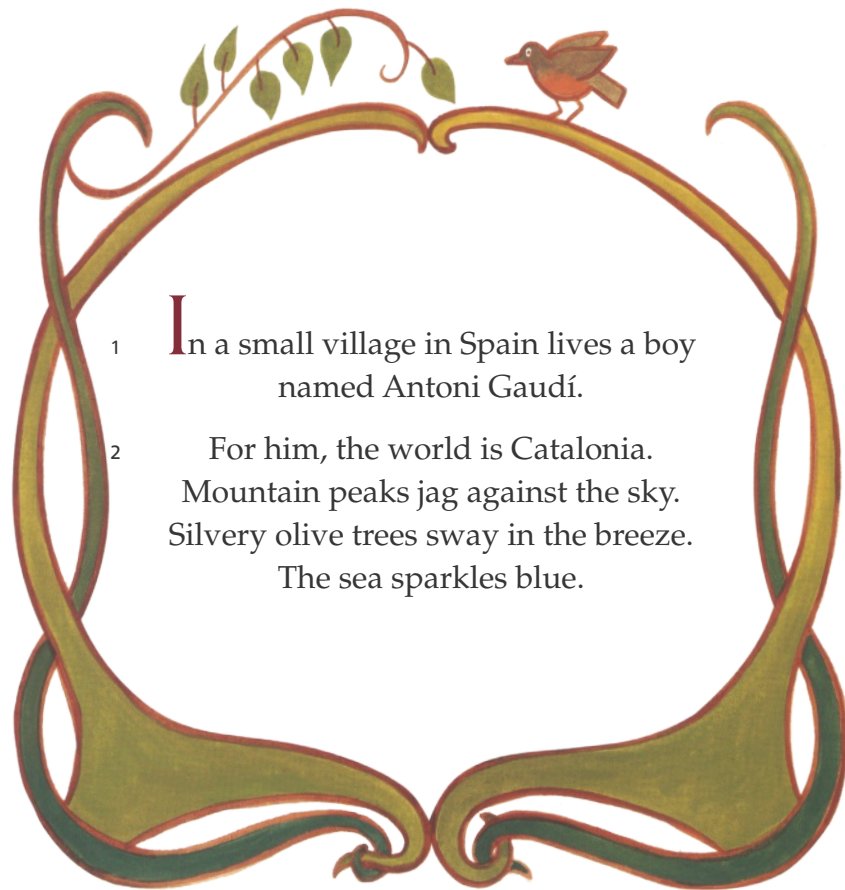 1 In a small village in Spain lives a boy
named Antoni Gaudí.
2 For him, the world is Catalonia.
Mountain peaks jag against the sky.
Silvery olive trees sway in the breeze.
The sea sparkles blue.